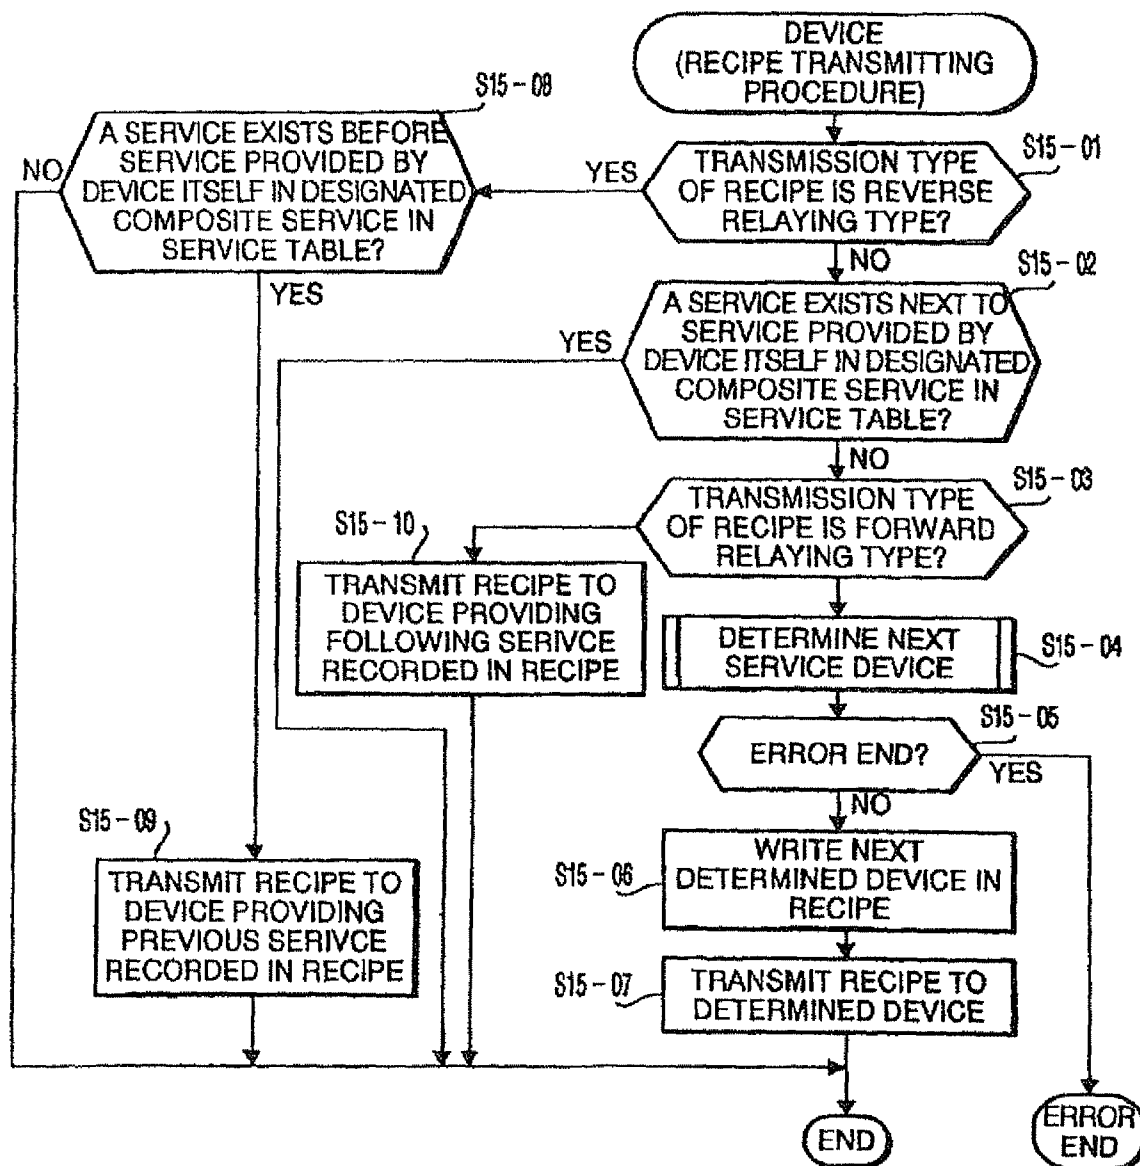 DEVICE
(RECIPE TRANSMITTING
PROCEDURE)
S15-01
TRANSMISSION TYPE
OF RECIPE IS REVERSE
RELAYING TYPE?
YES
NO
S15-08
A SERVICE EXISTS BEFORE
SERVICE PROVIDED BY
DEVICE ITSELF IN DESIGNATED
COMPOSITE SERVICE IN
SERVICE TABLE?
NO
YES
S15-02
A SERVICE EXISTS NEXT TO
SERVICE PROVIDED BY
DEVICE ITSELF IN DESIGNATED
COMPOSITE SERVICE IN
SERVICE TABLE?
YES
NO
S15-03
TRANSMISSION TYPE
OF RECIPE IS FORWARD
RELAYING TYPE?
S15-10
TRANSMIT RECIPE TO
DEVICE PROVIDING
FOLLOWING SERIVCE
RECORDED IN RECIPE
DETERMINE NEXT
SERVICE DEVICE
S15-04
S15-05
ERROR END?
YES
NO
S15-09
TRANSMIT RECIPE TO
DEVICE PROVIDING
PREVIOUS SERIVCE
RECORDED IN RECIPE
S15-06
WRITE NEXT
DETERMINED DEVICE IN
RECIPE
S15-07
TRANSMIT RECIPE TO
DETERMINED DEVICE
END
ERROR
END